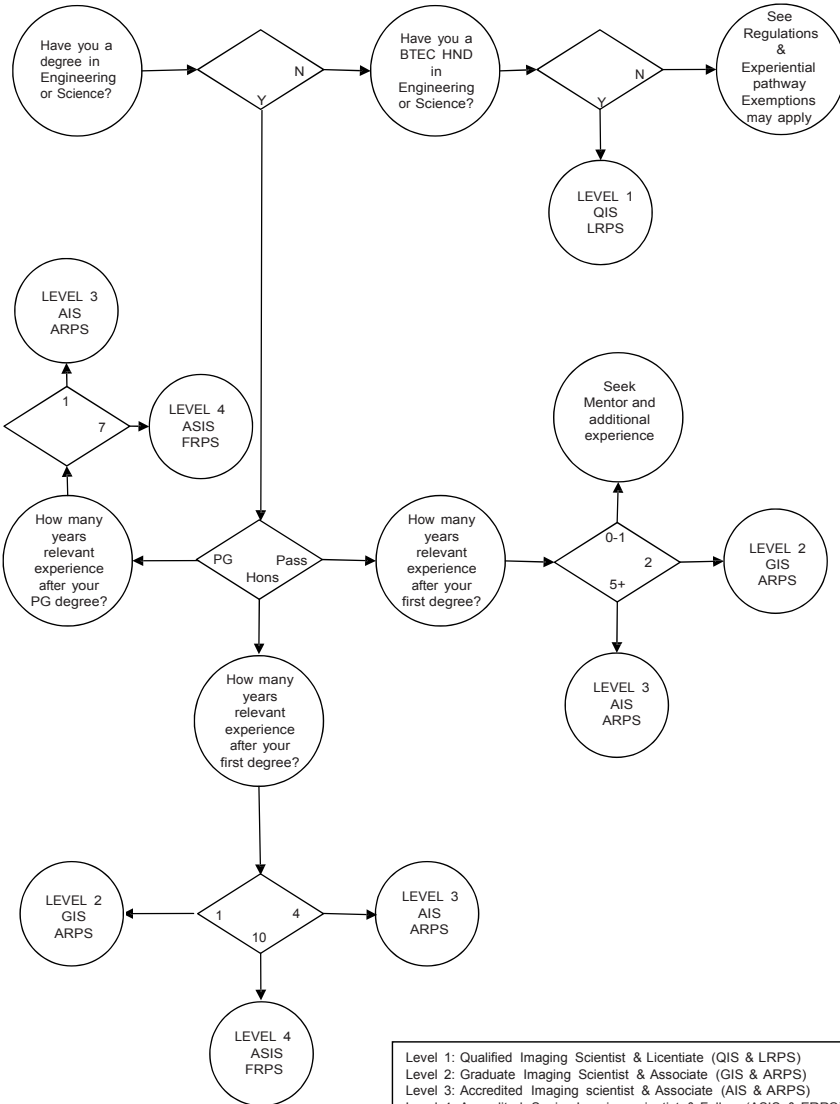 Have you a
degree in
Engineering
or Science?
N
Y
Have you a
BTEC HND
in
Engineering
or Science?
N
Y
See
Regulations
&
Experiential
pathway
Exemptions
may apply
LEVEL 1
QIS
LRPS
LEVEL 3
AIS
ARPS
1
7
LEVEL 4
ASIS
FRPS
How many
years
relevant
experience
after your
PG degree?
PG
Pass
Hons
How many
years
relevant
experience
after your
first degree?
Seek
Mentor and
additional
experience
0-1
2
5+
LEVEL 2
GIS
ARPS
LEVEL 3
AIS
ARPS
How many
years
relevant
experience
after your
first degree?
LEVEL 2
GIS
ARPS
1
4
10
LEVEL 3
AIS
ARPS
LEVEL 4
ASIS
FRPS
Level 1: Qualified Imaging Scientist & Licentiate (QIS & LRPS)
Level 2: Graduate Imaging Scientist & Associate (GIS & ARPS)
Level 3: Accredited Imaging scientist & Associate (AIS & ARPS)